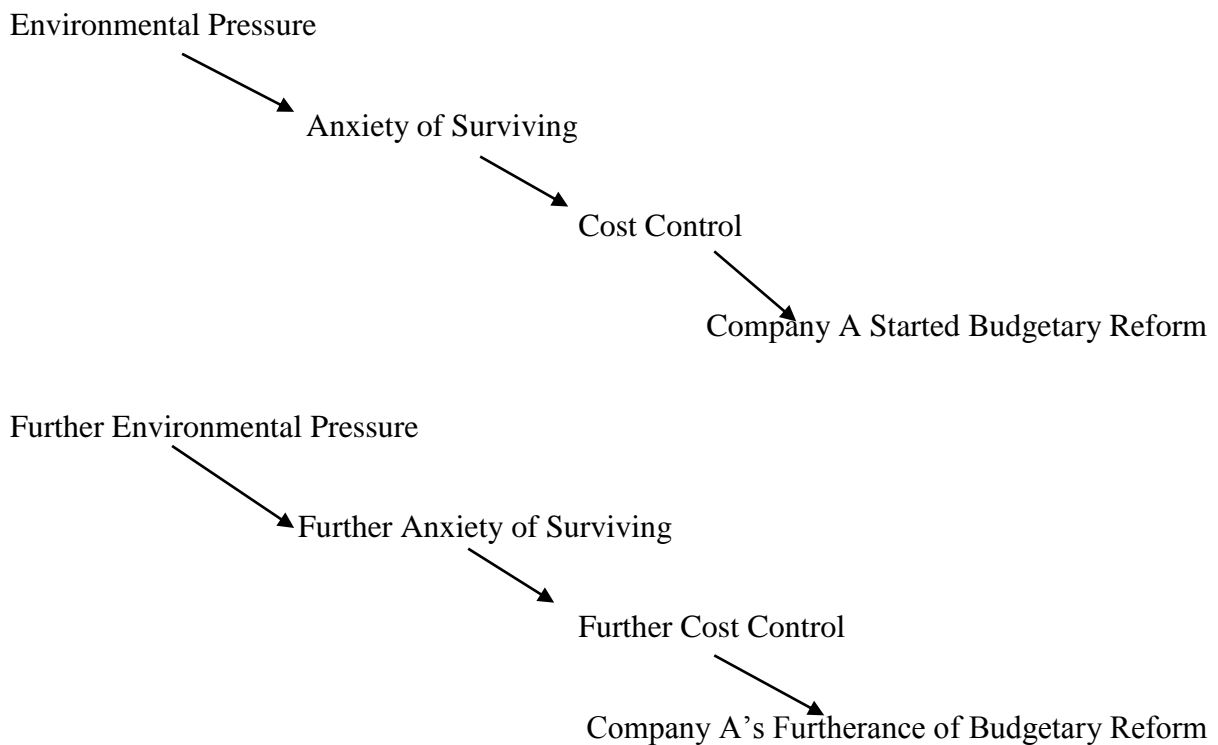 Environmental Pressure
Anxiety of Surviving
Cost Control
Company A Started Budgetary Reform
Further Environmental Pressure
Further Anxiety of Surviving
Further Cost Control
Company A’s Furtherance of Budgetary Reform